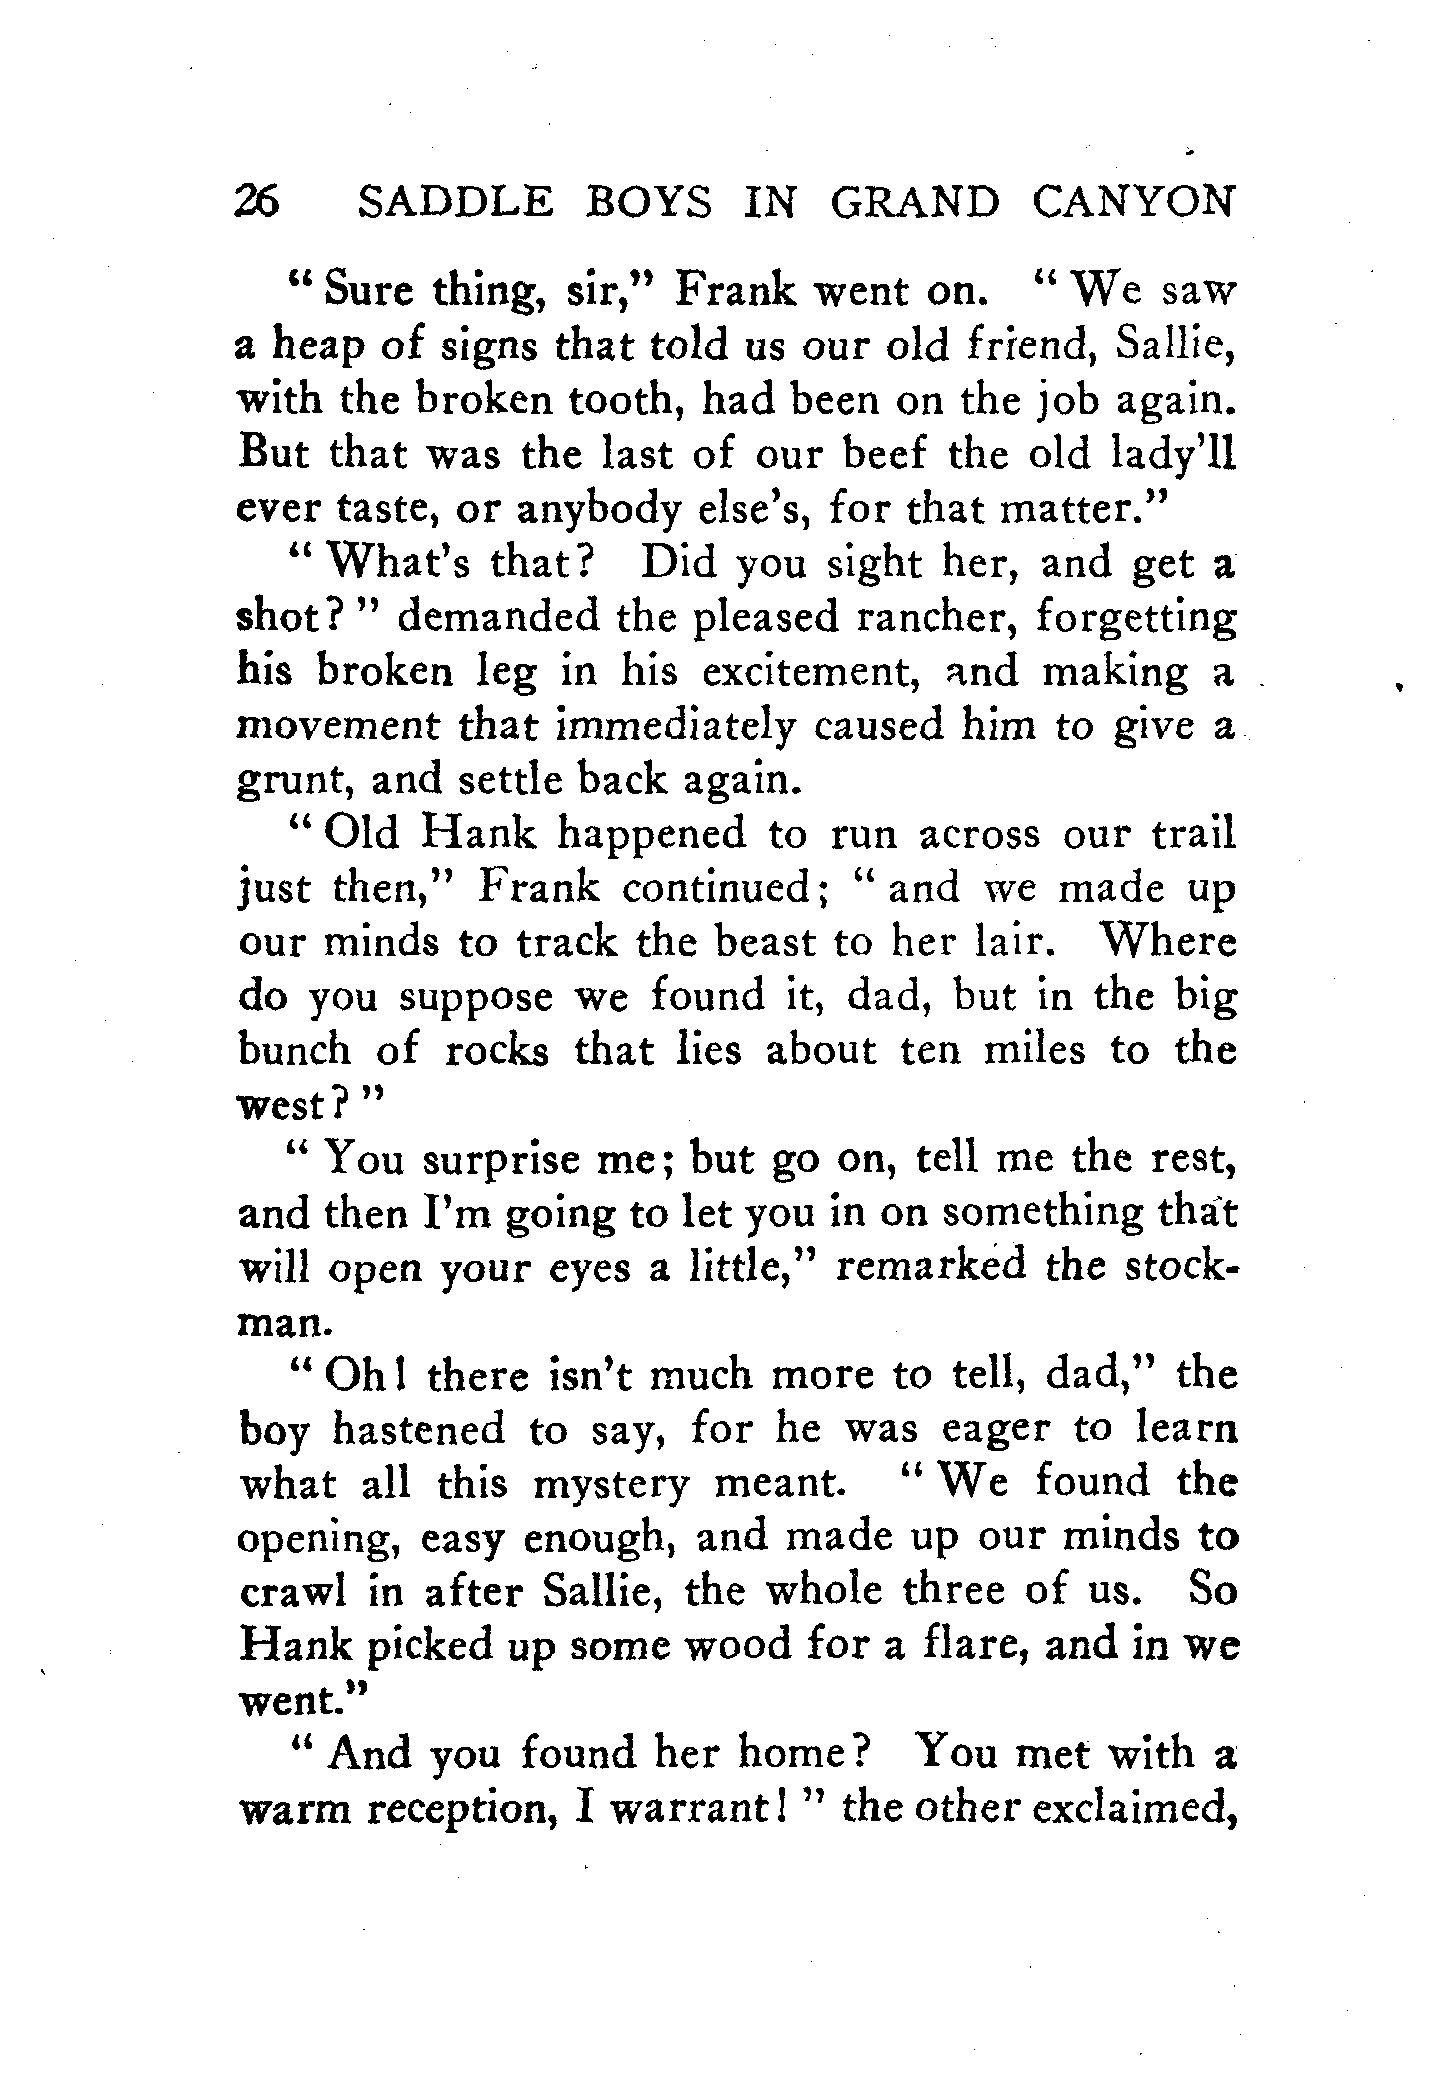 26 SADDLE BOYS IN GRAND CANYON
" Sure thing, sir," Frank went on. " We saw
a heap of signs that told us our old friend, Sallie,
with the broken tooth, had been on the job again.
But that was the last of our beef the old lady'll
ever taste, or anybody else's, for that matter."
" What's that? Did you sight her, and get a
shot? " demanded the pleased rancher, forgetting
his broken leg in his excitement, and making a
movement that immediately caused him to give a
grunt, and settle back again.
" Old Hank happened to run across our trail
just then," Frank continued; " and we made up
our minds to track the beast to her lair. Where
do you suppose we found it, dad, but in the big
bunch of rocks that lies about ten miles to the
west? "
" You surprise me; but go on, tell me the rest,
and then I'm going to let you in on something that
will open your eyes a little," remarked the stock-
man.
" Oh! there isn't much more to tell, dad," the
boy hastened to say, for he was eager to learn
what all this mystery meant. " We found the
opening, easy enough, and made up our minds to
crawl in after Sallie, the whole three of us. So
Hank picked up some wood for a flare, and in we
went."
" And you found her home? You met with a
warm reception, I warrant! " the other exclaimed,